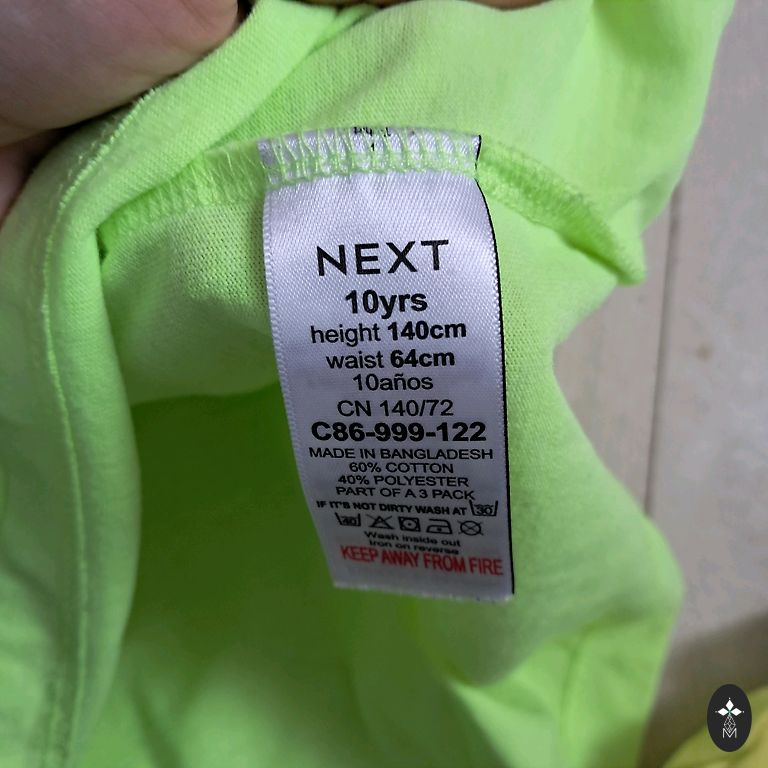 NEXT
10yrs
height 140cm
waist 64cm
10años
CN 140/72
C86-999-122
MADE IN BANGLADESH
60% COTTON
40% POLYESTER
PART OF A 3 PACK
IF IT'S NOT DIRTY WASH AT 30
40
Wash inside out
Iron on reverse
KEEP AWAY FROM FIRE
M